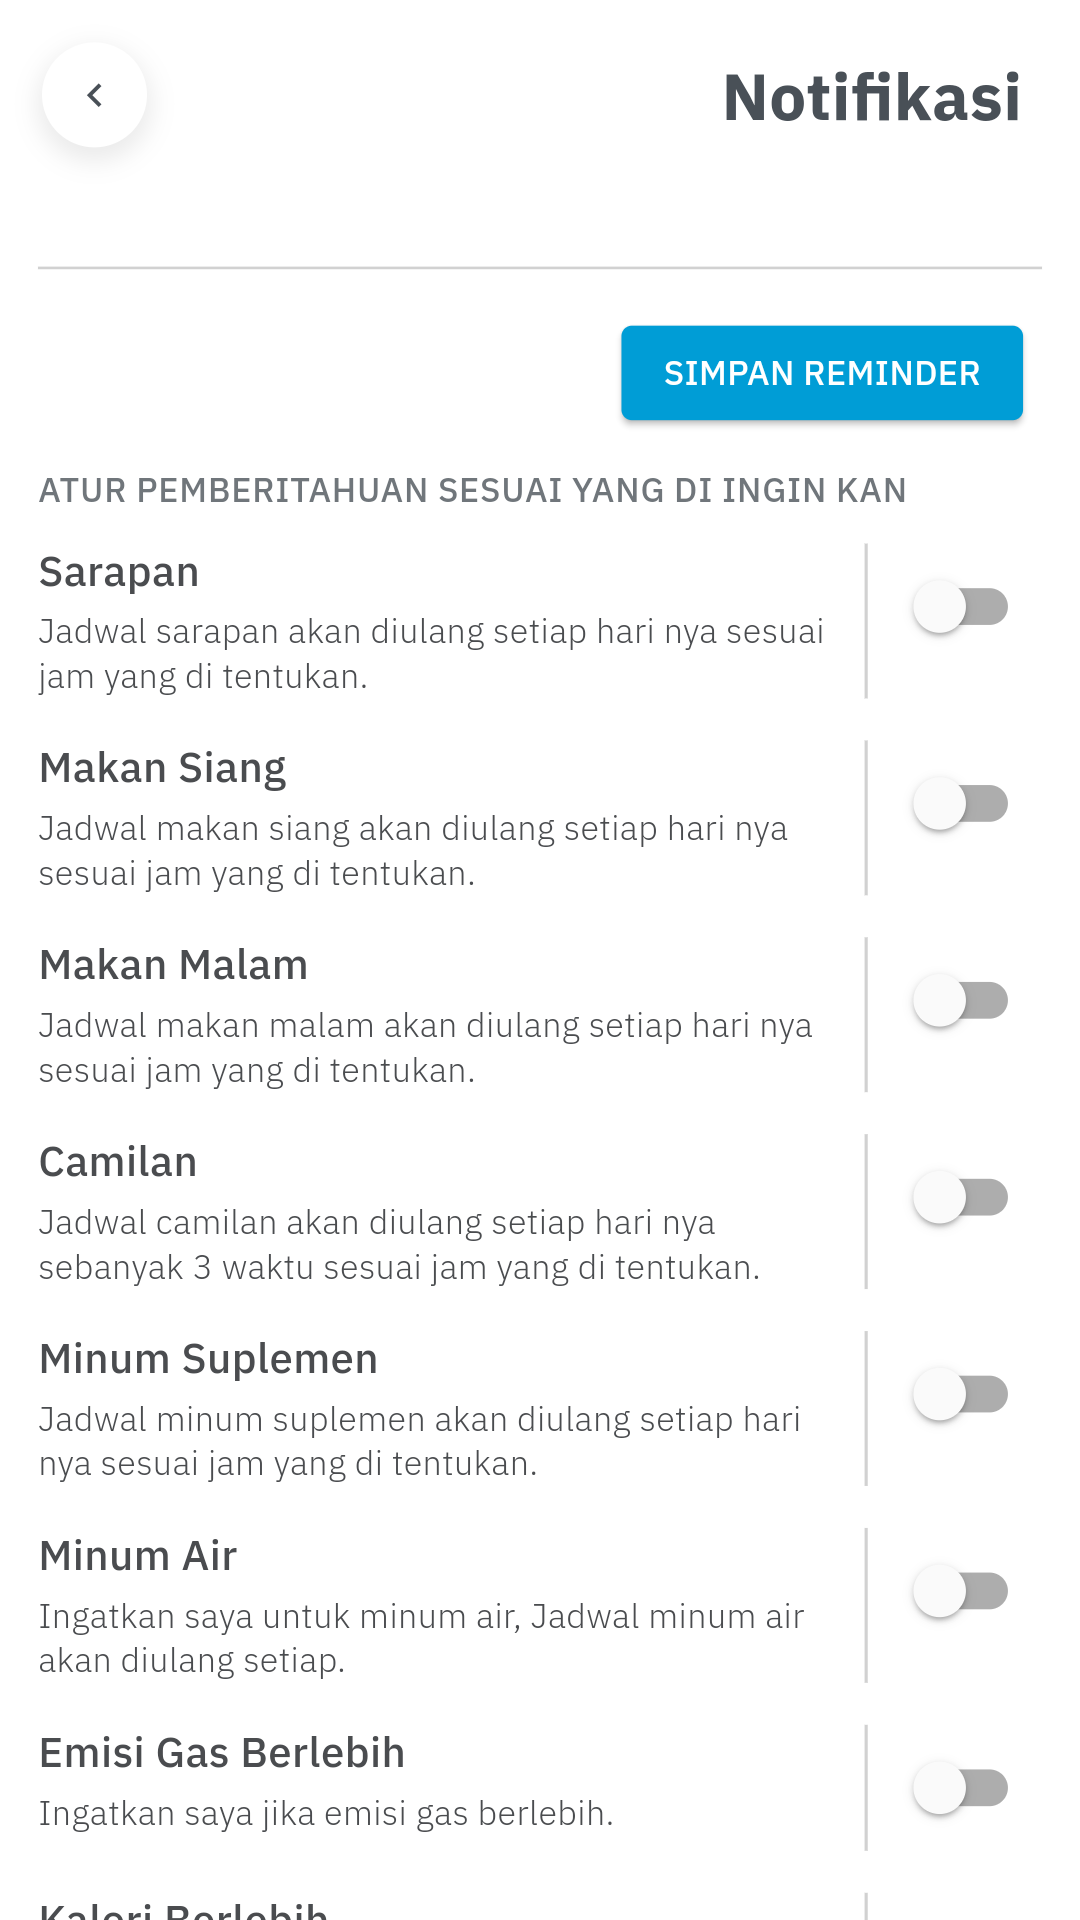 Notifikasi
SIMPAN REMINDER
ATUR PEMBERITAHUAN SESUAI YANG DI INGIN KAN
Sarapan
Jadwal sarapan akan diulang setiap hari nya sesuai
jam yang di tentukan.
Makan Siang
Jadwal makan siang akan diulang setiap hari nya
sesuai jam yang di tentukan.
Makan Malam
Jadwal makan malam akan diulang setiap hari nya
sesuai jam yang di tentukan.
Camilan
Jadwal camilan akan diulang setiap hari nya
sebanyak 3 waktu sesuai jam yang di tentukan.
Minum Suplemen
Jadwal minum suplemen akan diulang setiap hari
nya sesuai jam yang di tentukan.
Minum Air
Ingatkan saya untuk minum air, Jadwal minum air
akan diulang setiap.
Emisi Gas Berlebih
Ingatkan saya jika emisi gas berlebih.
Kalori Berlebih